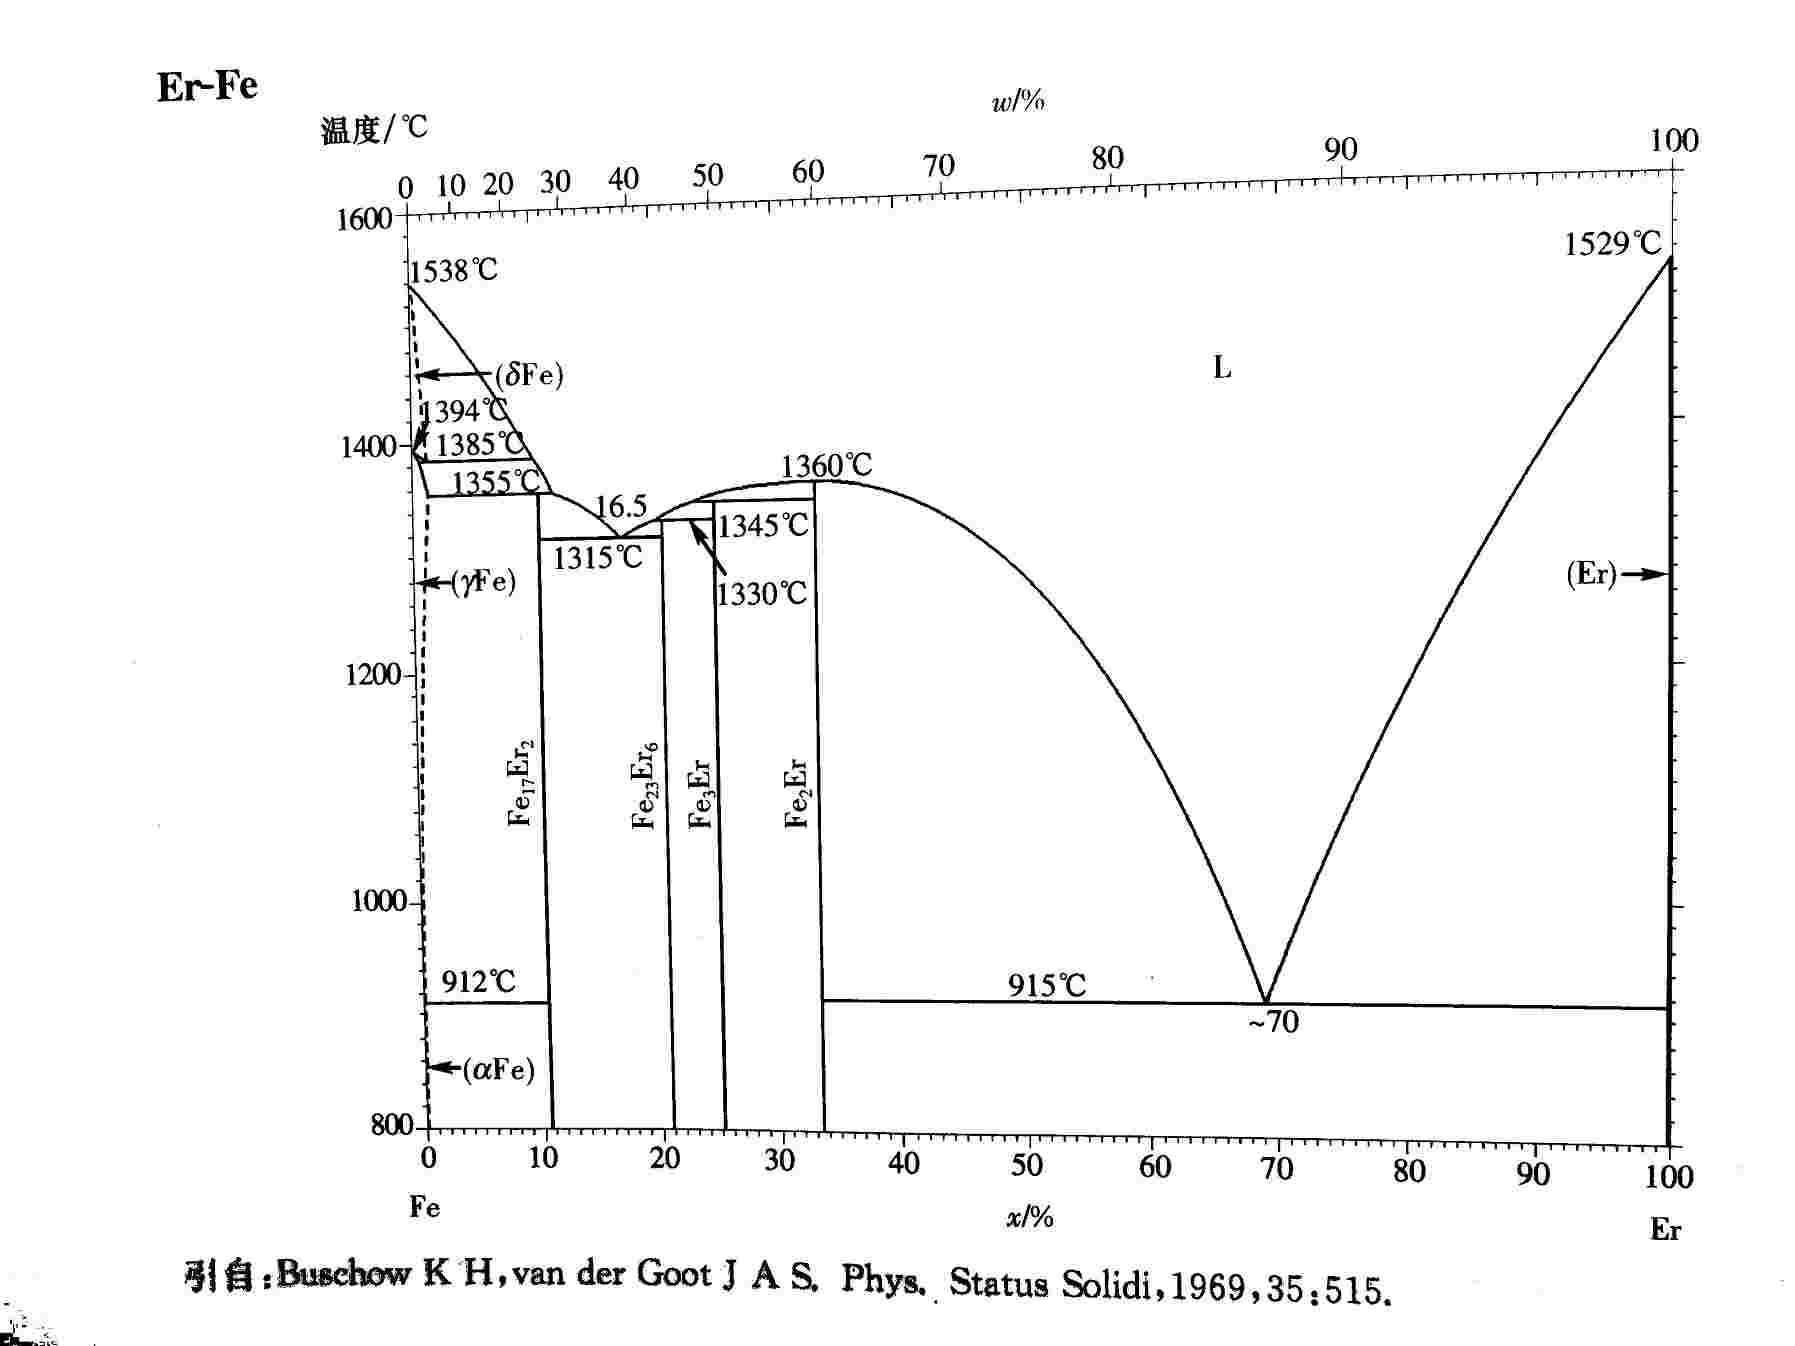 Er-Fe
w/%
温度/℃
0 10 20 30 40 50 60 70 80 90 100
1600
1538℃
1529℃
L
(δFe)
1394℃
1400
1385℃
1360℃
1355℃
16.5
1345℃
1315℃
(γFe)
1330℃
(Er)
1200
Fe₁₇Er₂
Fe₂₃Er₆
Fe₃Er
Fe₂Er
1000
912℃
915℃
~70
(αFe)
800
0 10 20 30 40 50 60 70 80 90 100
Fe
x/%
Er
引自:Buschow K H,van der Goot J A S. Phys. Status Solidi,1969,35:515.